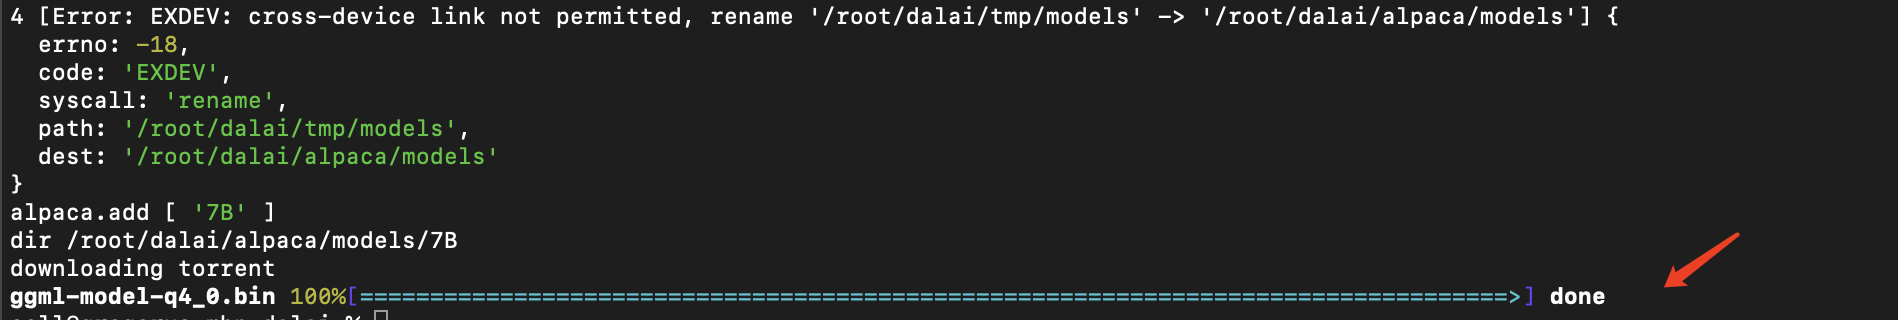 4 [Error: EXDEV: cross-device link not permitted, rename '/root/dalai/tmp/models' -> '/root/dalai/alpaca/models'] {
  errno: -18,
  code: 'EXDEV',
  syscall: 'rename',
  path: '/root/dalai/tmp/models',
  dest: '/root/dalai/alpaca/models'
}
alpaca.add [ '7B' ]
dir /root/dalai/alpaca/models/7B
downloading torrent
ggml-model-q4_0.bin 100%[==================================================================================>] done